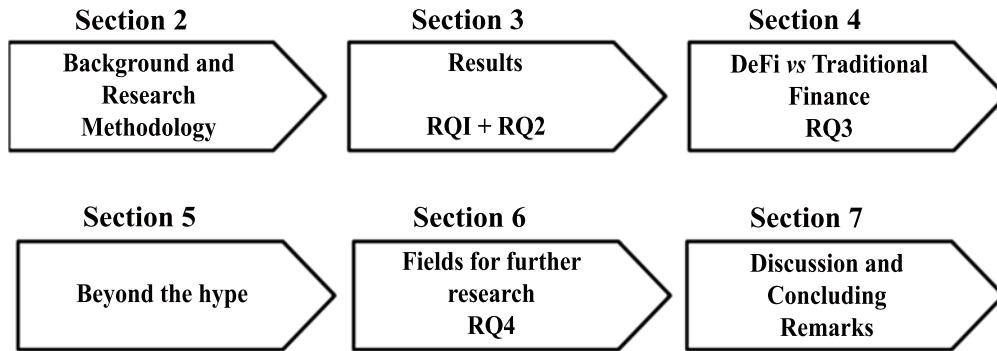 Section 2
Background and
Research
Methodology
Section 3
Results
RQI + RQ2
Section 4
DeFi vs Traditional
Finance
RQ3
Section 5
Beyond the hype
Section 6
Fields for further
research
RQ4
Section 7
Discussion and
Concluding
Remarks